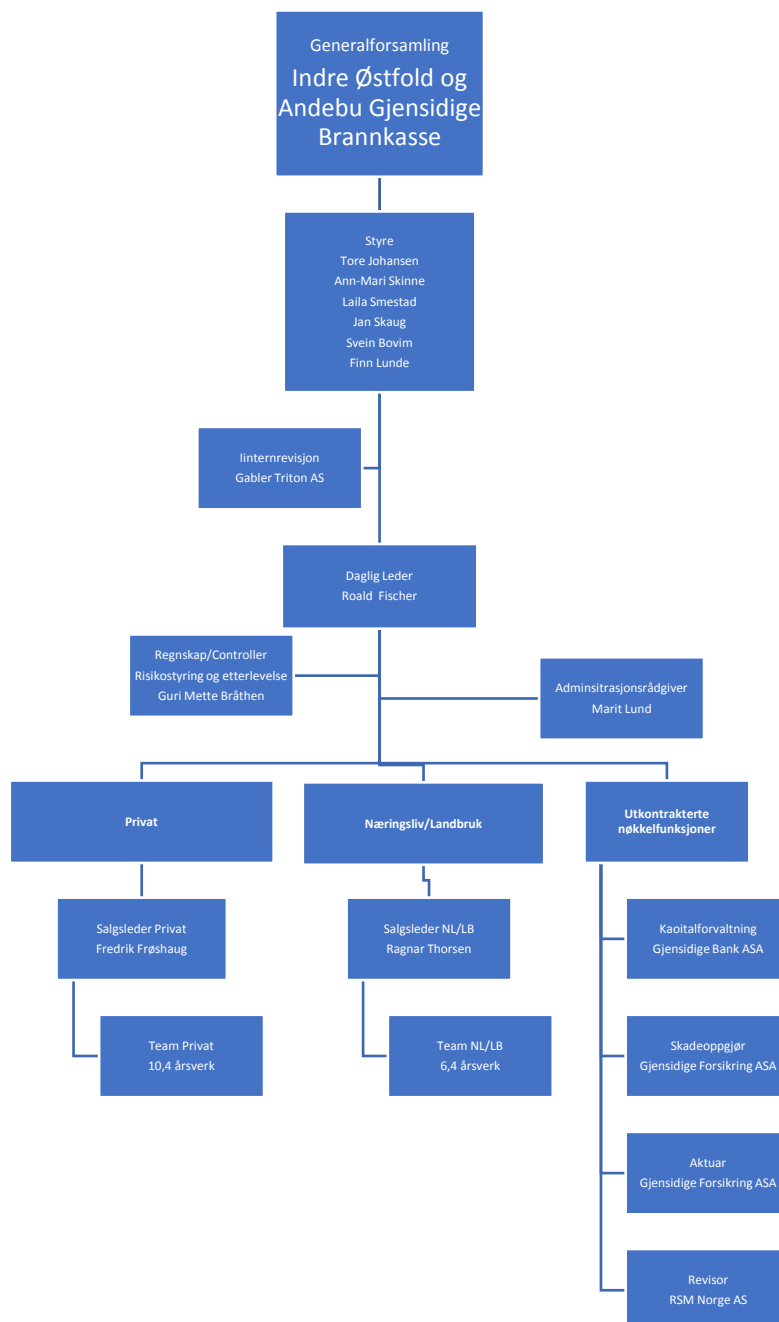 Generalforsamling
Indre Østfold og
Andebu Gjensidige
Brannkasse
Styre
Tore Johansen
Ann-Mari Skinne
Laila Smestad
Jan Skaug
Svein Bovim
Finn Lunde
Iinternrevisjon
Gabler Triton AS
Daglig Leder
Roald Fischer
Regnskap/Controller
Risikostyring og etterlevelse
Guri Mette Bråthen
Adminsitrasjonsrådgiver
Marit Lund
Privat
Næringsliv/Landbruk
Utkontrakterte
nøkkelfunksjoner
Salgsleder Privat
Fredrik Frøshaug
Salgsleder NL/LB
Ragnar Thorsen
Kaoitalforvaltning
Gjensidige Bank ASA
Team Privat
10,4 årsverk
Team NL/LB
6,4 årsverk
Skadeoppgjør
Gjensidige Forsikring ASA
Aktuar
Gjensidige Forsikring ASA
Revisor
RSM Norge AS